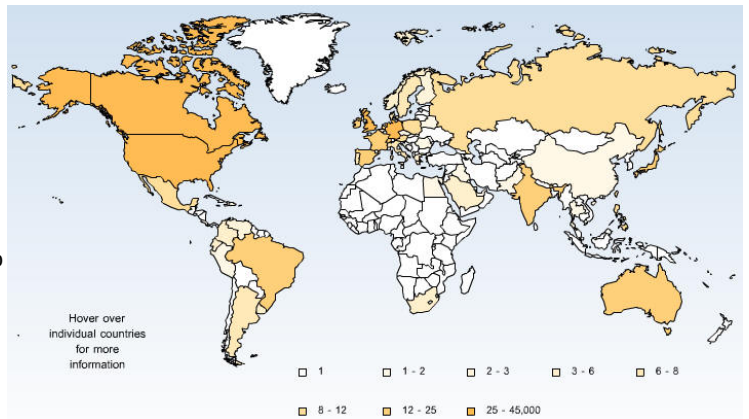 Hover over
individual countries
for more
information
1
1 - 2
2 - 3
3 - 6
6 - 8
8 - 12
12 - 25
25 - 45,000